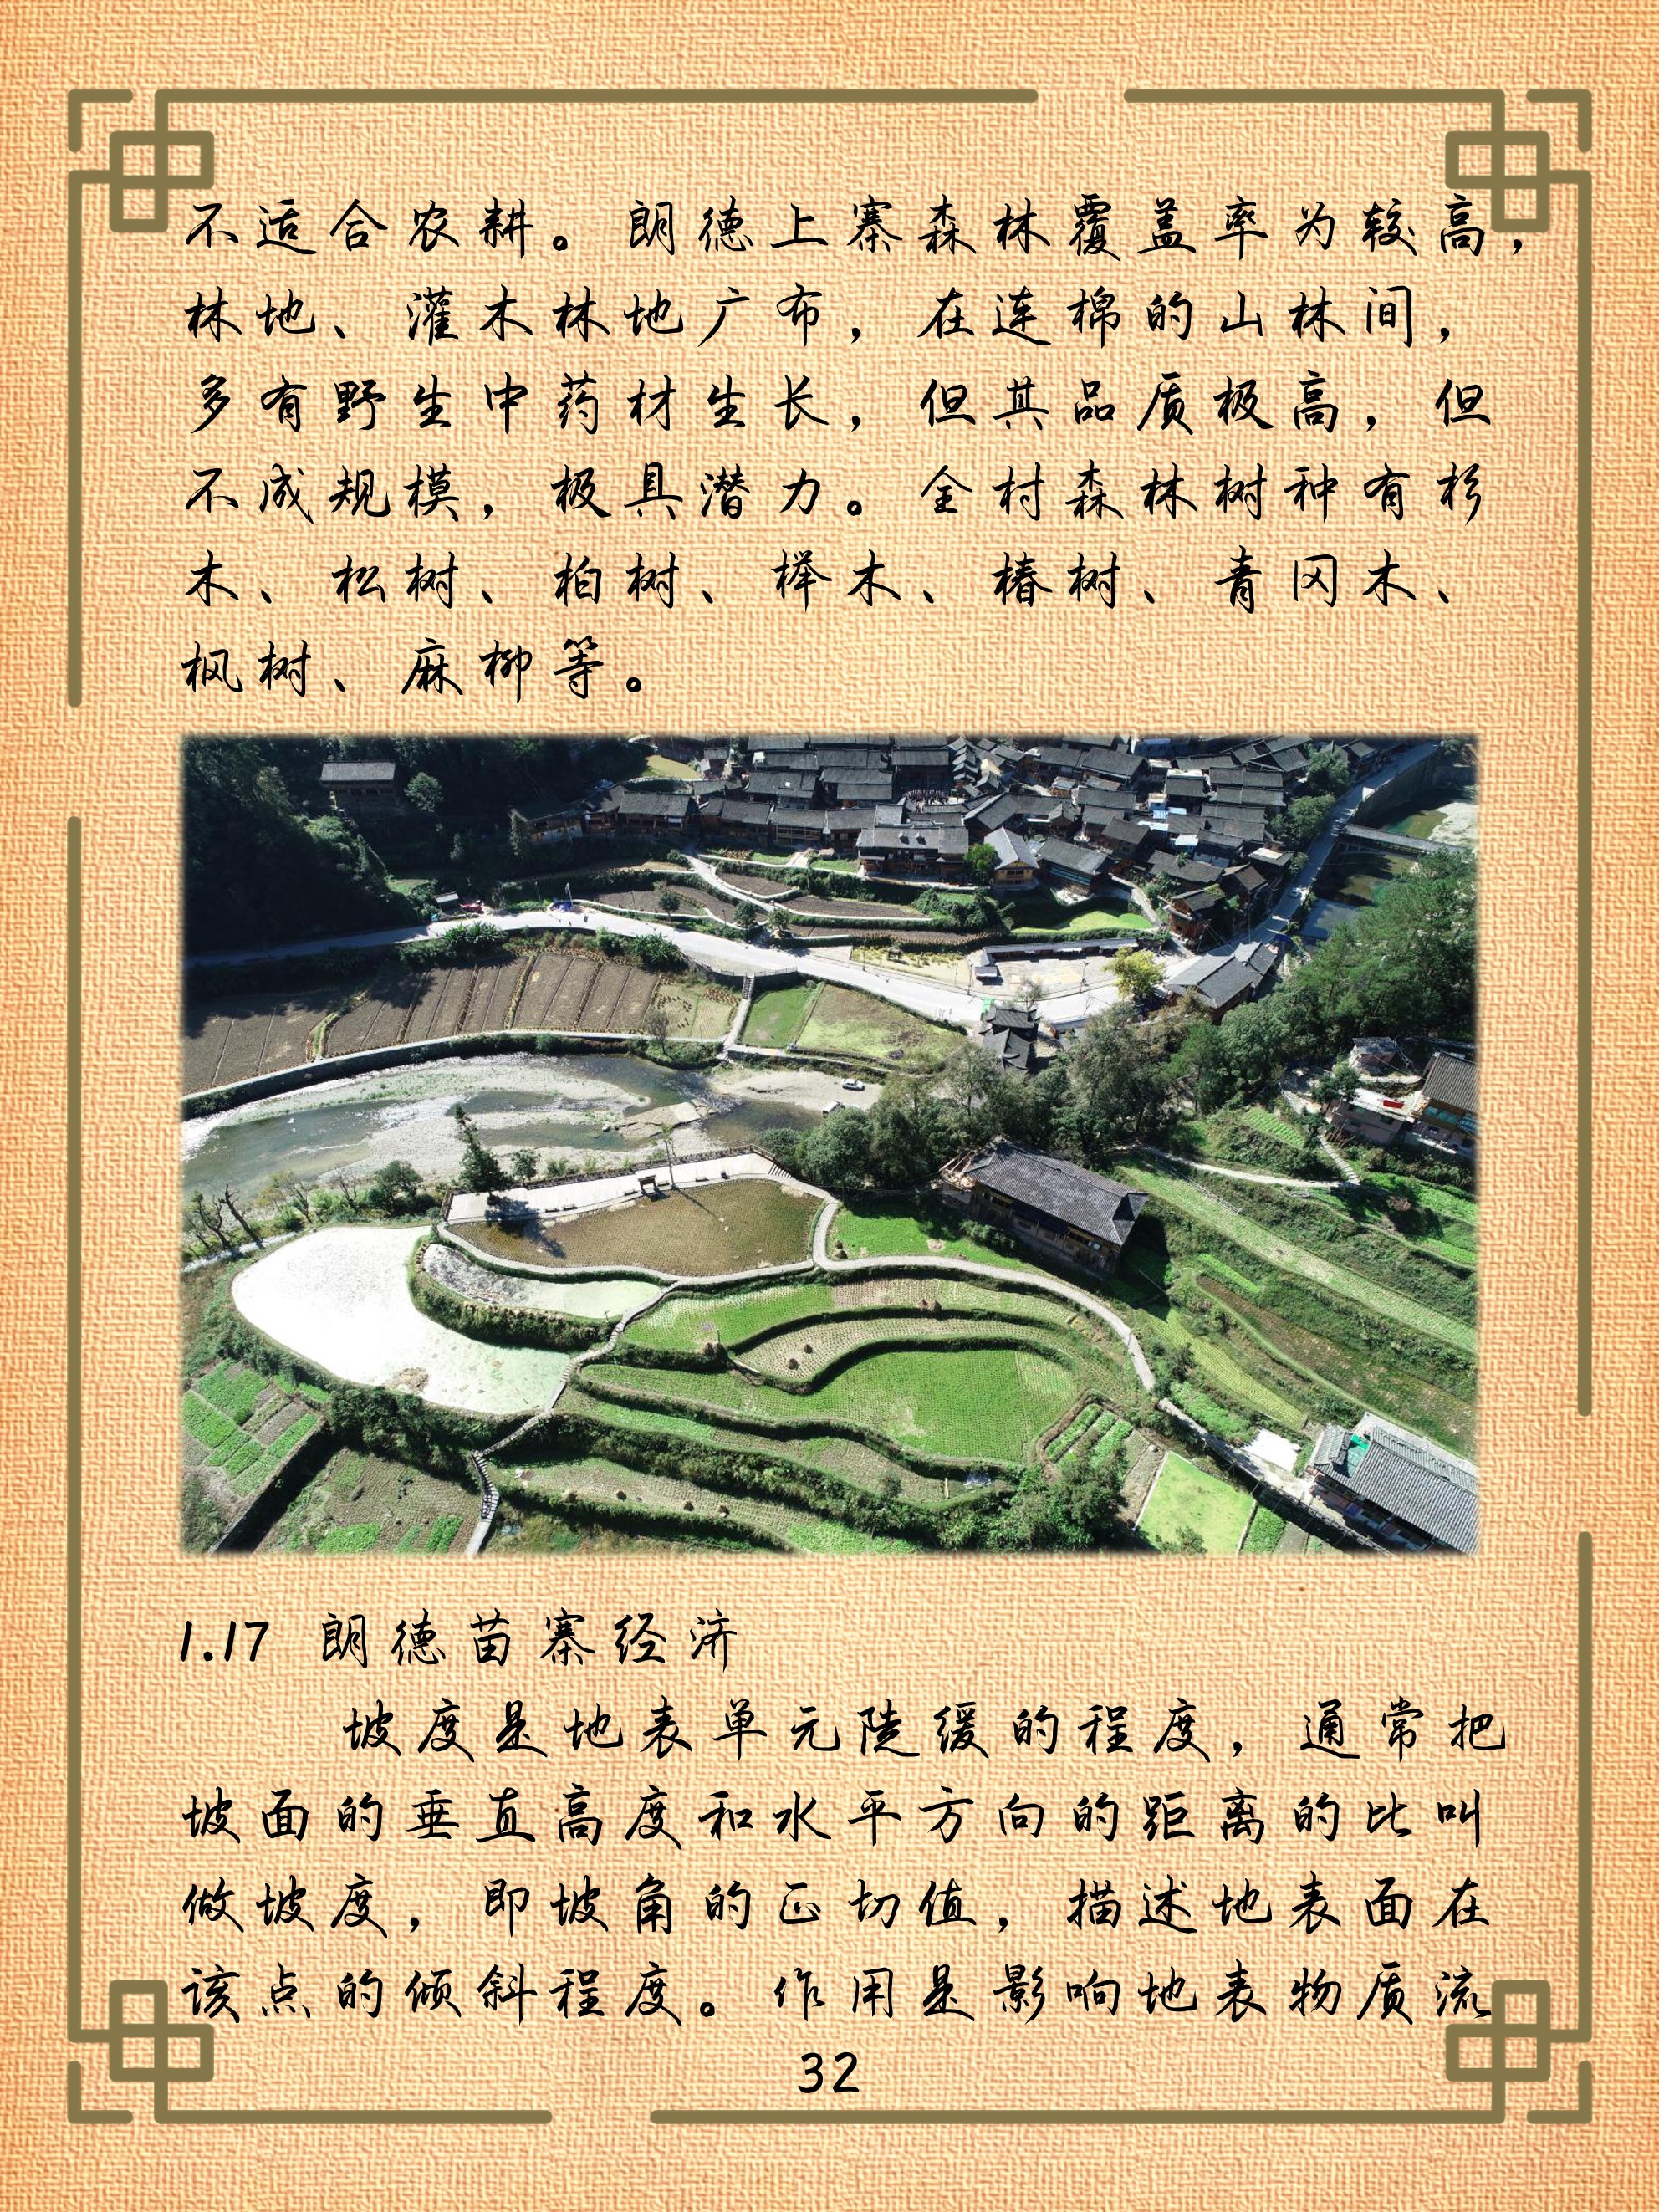 不适合农耕。朗德上寨森林覆盖率为较高，
林地、灌木林地广布，在连棉的山林间，
多有野生中药材生长，但其品质极高，但
不成规模，极具潜力。全村森林树种有杉
木、松树、柏树、榉木、椿树、青冈木、
枫树、麻柳等。
1.17 朗德苗寨经济
坡度是地表单元陡缓的程度，通常把
坡面的垂直高度和水平方向的距离的比叫
做坡度，即坡角的正切值，描述地表面在
该点的倾斜程度。作用是影响地表物质流
32